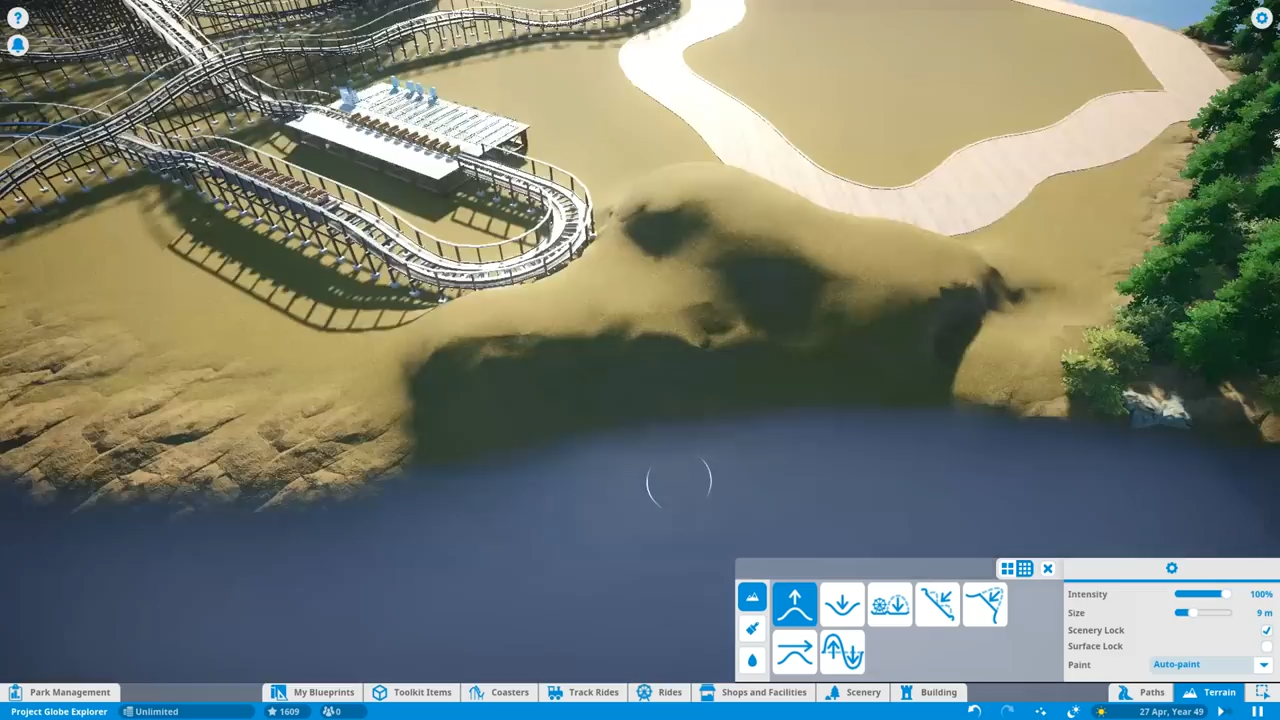 ?
Intensity 100%
Size 9 m
Scenery Lock
Surface Lock
Paint Auto-paint
Park Management My Blueprints Toolkit Items Coasters Track Rides Rides Shops and Facilities Scenery Building Paths Terrain
Project Globe Explorer Unlimited 1609 0 27 Apr, Year 49